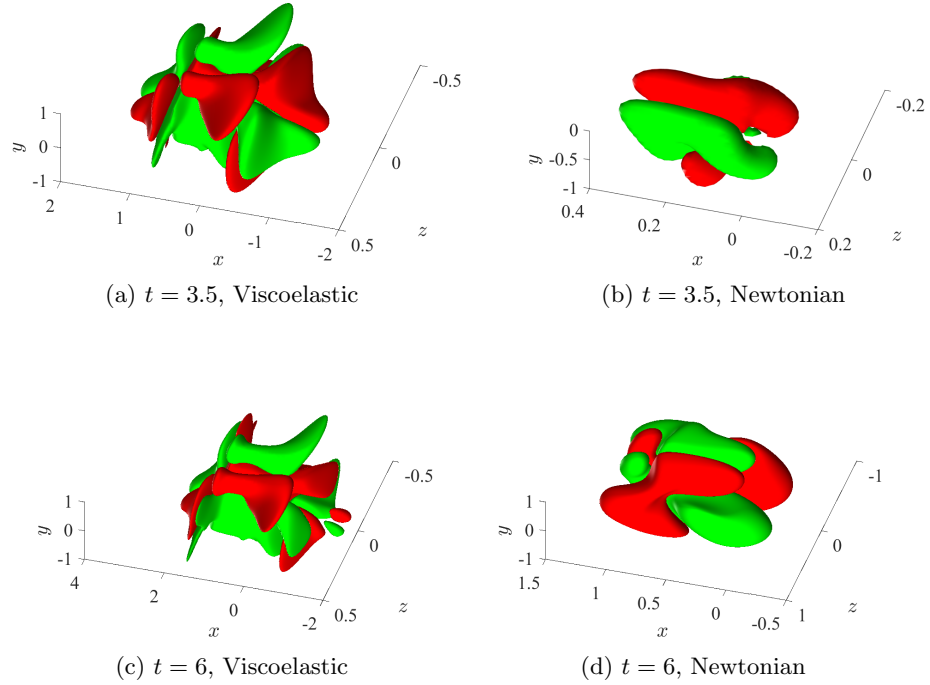 -0.5
-0.2
1
0
y
0
-0.5
y
-1
0
0
-1
2
0.4
1
0.2
0
z
0
z
-1
-2
0.5
-0.2
0.2
x
x
(a) t = 3.5, Viscoelastic
(b) t = 3.5, Newtonian
-0.5
-1
1
0
y
-1
1
0
y
-1
0
0
4
1.5
2
1
z
0.5
z
0
0
-2
0.5
-0.5
1
x
x
(c) t = 6, Viscoelastic
(d) t = 6, Newtonian